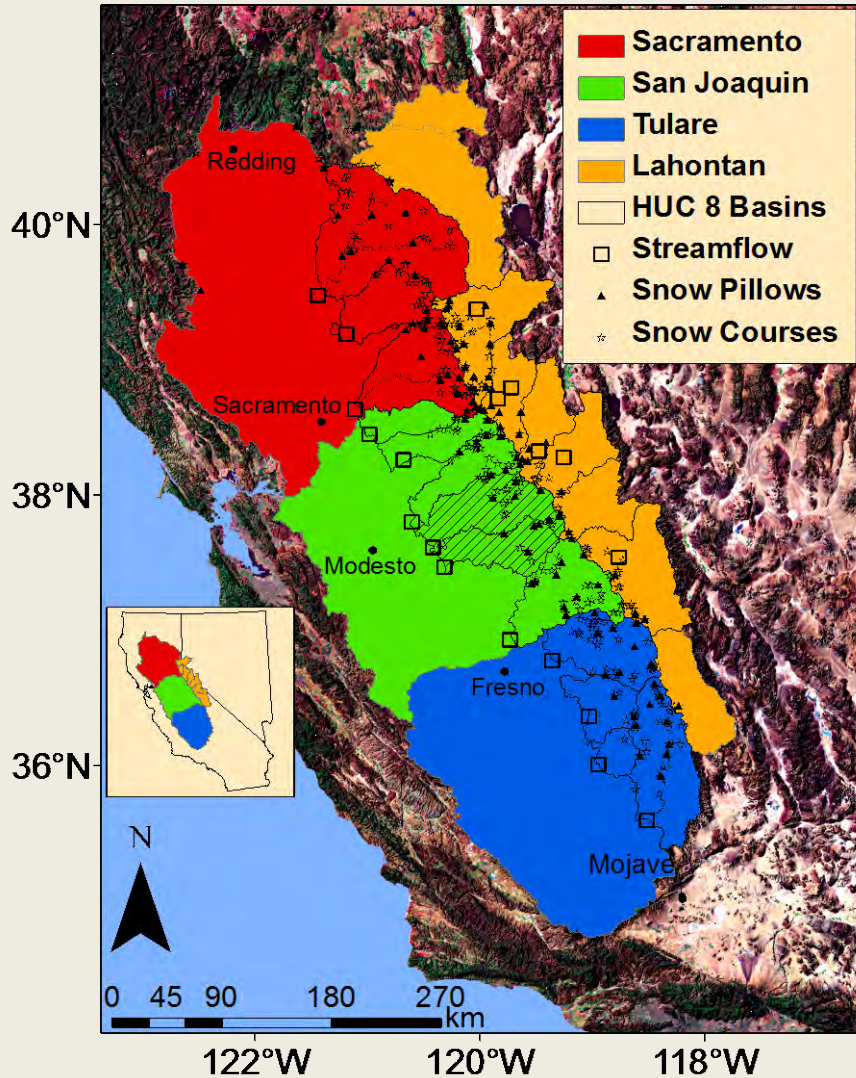 Sacramento
San Joaquin
Tulare
Lahontan
HUC 8 Basins
Streamflow
Snow Pillows
Snow Courses
Redding
40°N
Sacramento
38°N
Modesto
Fresno
36°N
N
Mojave
0 45 90 180 270
km
122°W 120°W 118°W